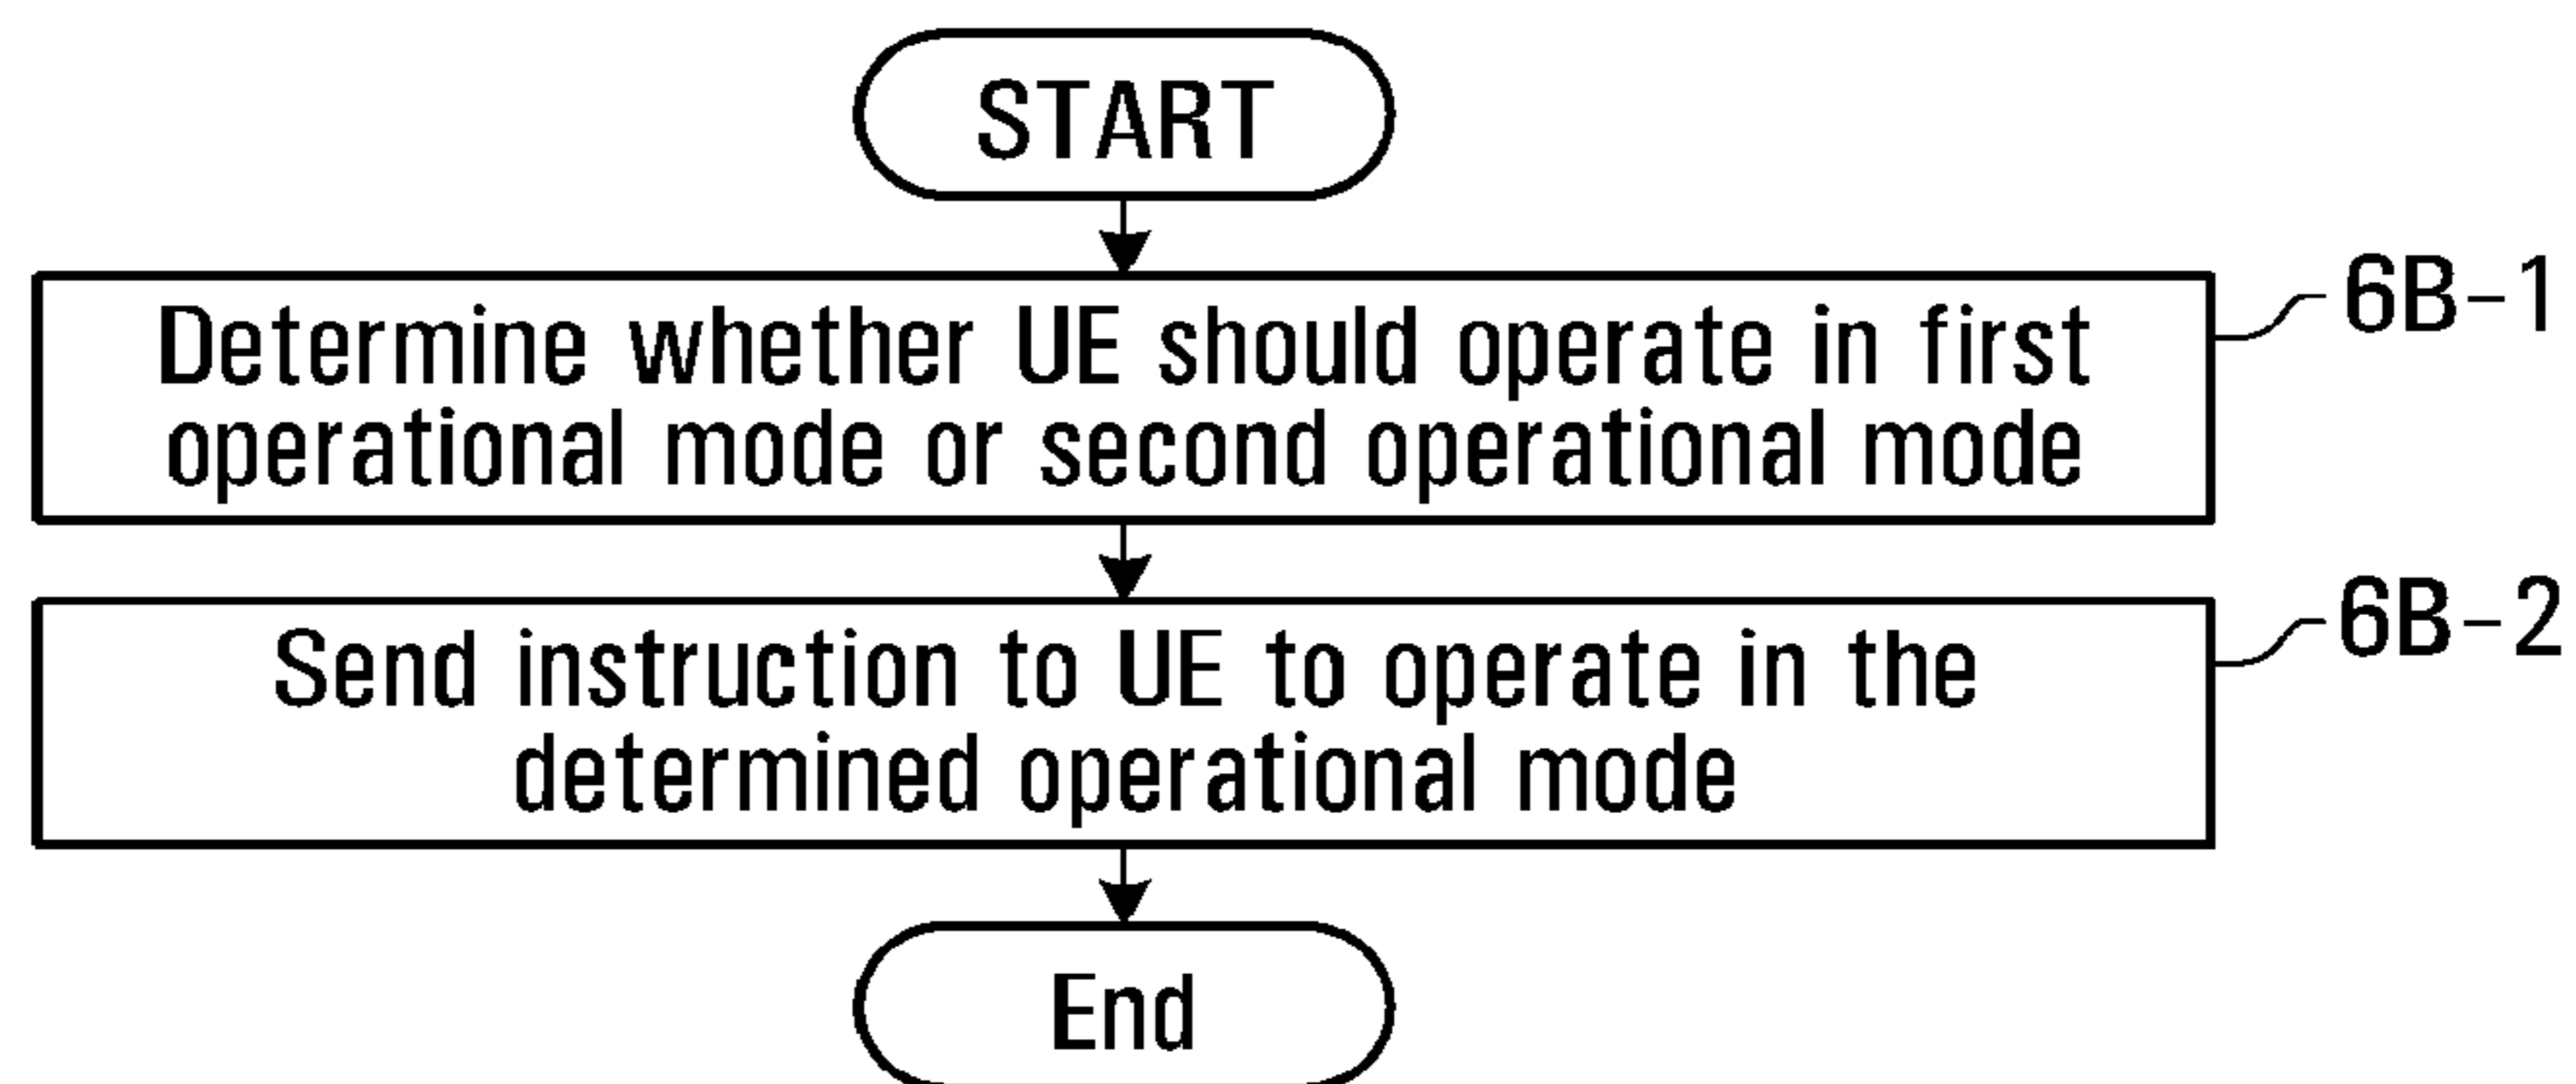 START
Determine whether UE should operate in first
operational mode or second operational mode
6B-1
Send instruction to UE to operate in the
determined operational mode
6B-2
End